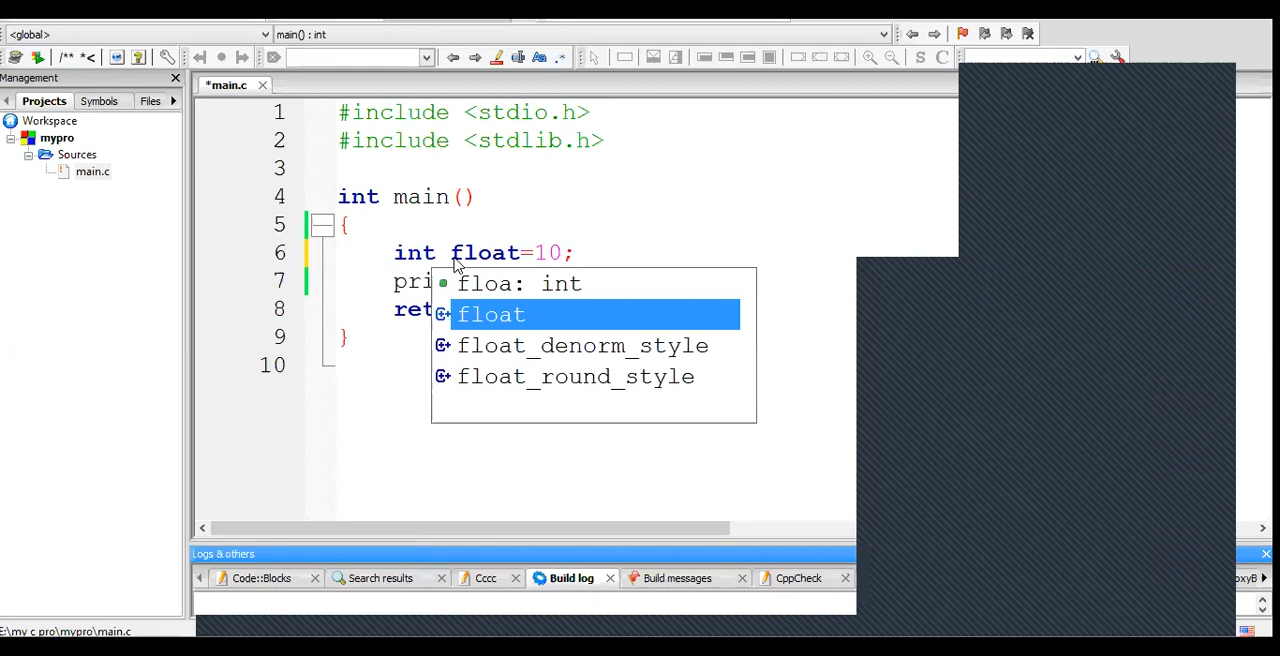 <global>
main() : int
/** *<
Aa .*
S C
Management
Projects Symbols Files
Workspace
mypro
Sources
main.c
*main.c
1 #include <stdio.h>
2 #include <stdlib.h>
3
4 int main()
5 {
6 int float=10;
7 pri
8 ret
9 }
10
floa: int
float
float_denorm_style
float_round_style
Logs & others
Code::Blocks Search results Cccc Build log Build messages CppCheck oxyB
E:\my c pro\mypro\main.c